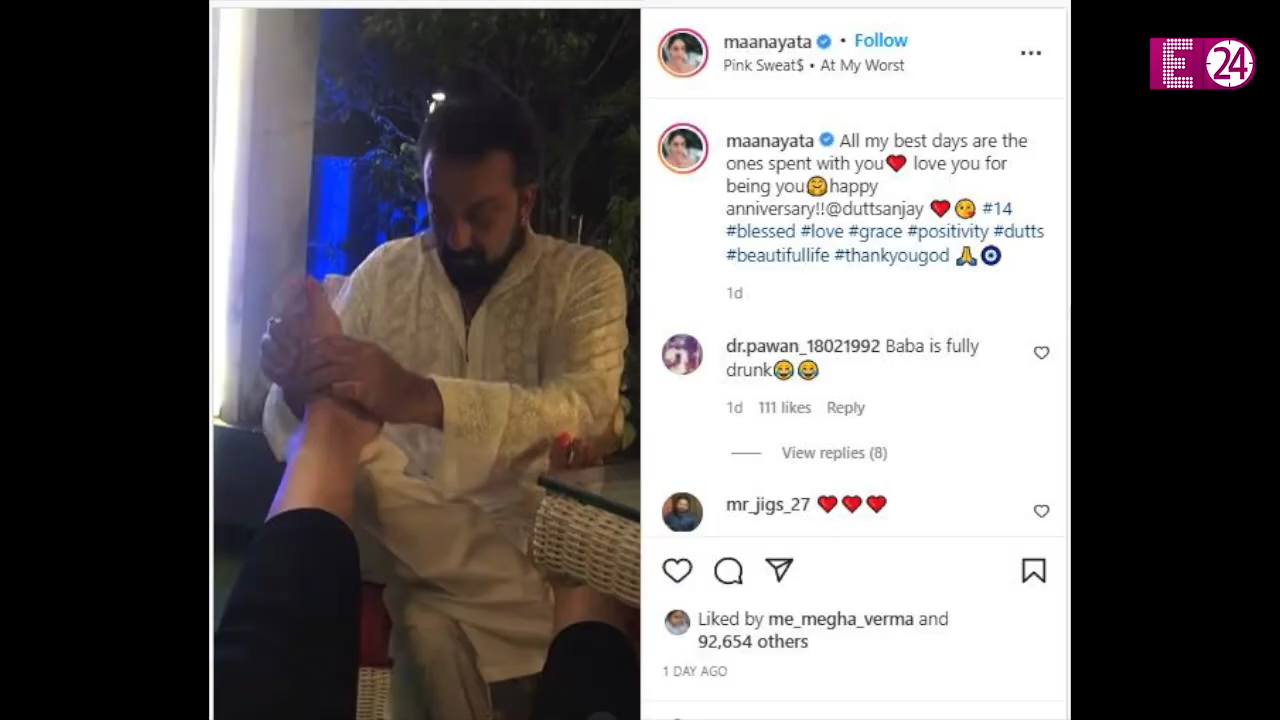 maanayata • Follow
Pink Sweat$ • At My Worst
E 24
maanayata All my best days are the
ones spent with you❤️ love you for
being you🤗happy
anniversary!!@duttsanjay ❤️😘 #14
#blessed #love #grace #positivity #dutts
#beautifullife #thankyougod 🙏🧿
1d
dr.pawan_18021992 Baba is fully
drunk😂😂
1d 111 likes Reply
View replies (8)
mr_jigs_27 ❤️❤️❤️
Liked by me_megha_verma and
92,654 others
1 DAY AGO